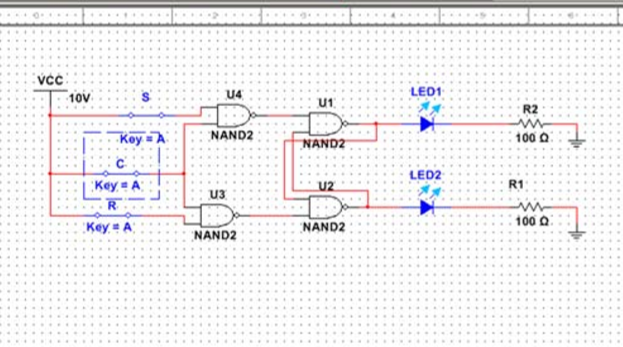 VCC
10V
S
Key = A
C
Key = A
R
Key = A
U4
NAND2
U3
NAND2
U1
NAND2
U2
NAND2
LED1
LED2
R2
100 Ω
R1
100 Ω